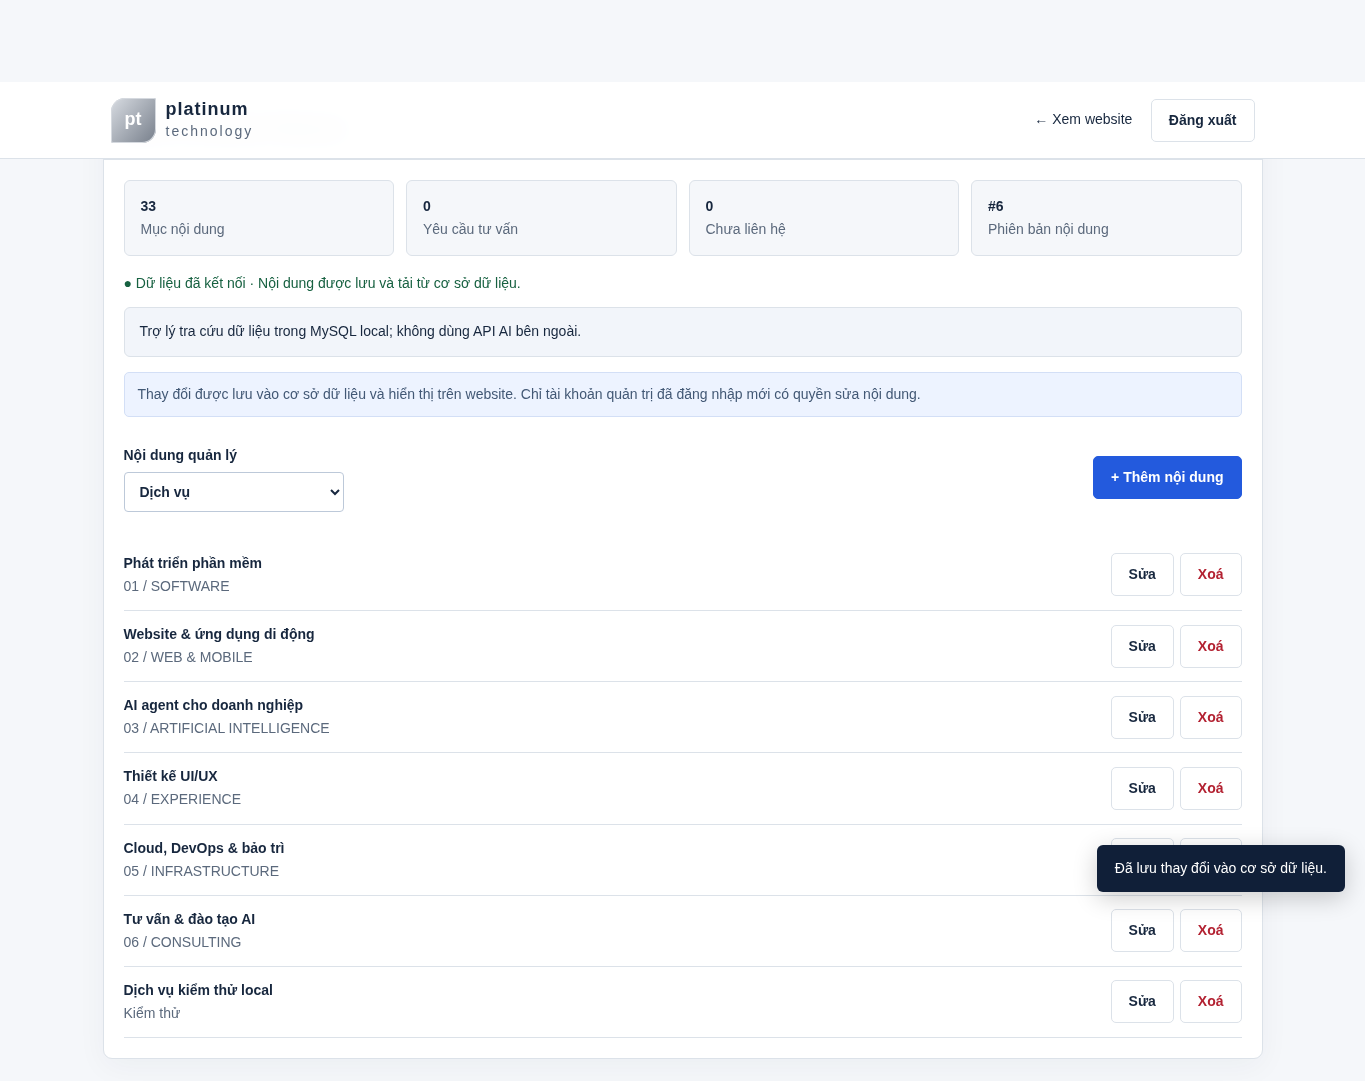 pt
platinum
technology
← Xem website
Đăng xuất
33
Mục nội dung
0
Yêu cầu tư vấn
0
Chưa liên hệ
#6
Phiên bản nội dung
● Dữ liệu đã kết nối · Nội dung được lưu và tải từ cơ sở dữ liệu.
Trợ lý tra cứu dữ liệu trong MySQL local; không dùng API AI bên ngoài.
Thay đổi được lưu vào cơ sở dữ liệu và hiển thị trên website. Chỉ tài khoản quản trị đã đăng nhập mới có quyền sửa nội dung.
Nội dung quản lý
Dịch vụ
+ Thêm nội dung
Phát triển phần mềm
01 / SOFTWARE
Sửa
Xoá
Website & ứng dụng di động
02 / WEB & MOBILE
Sửa
Xoá
AI agent cho doanh nghiệp
03 / ARTIFICIAL INTELLIGENCE
Sửa
Xoá
Thiết kế UI/UX
04 / EXPERIENCE
Sửa
Xoá
Cloud, DevOps & bảo trì
05 / INFRASTRUCTURE
Đã lưu thay đổi vào cơ sở dữ liệu.
Tư vấn & đào tạo AI
06 / CONSULTING
Sửa
Xoá
Dịch vụ kiểm thử local
Kiểm thử
Sửa
Xoá